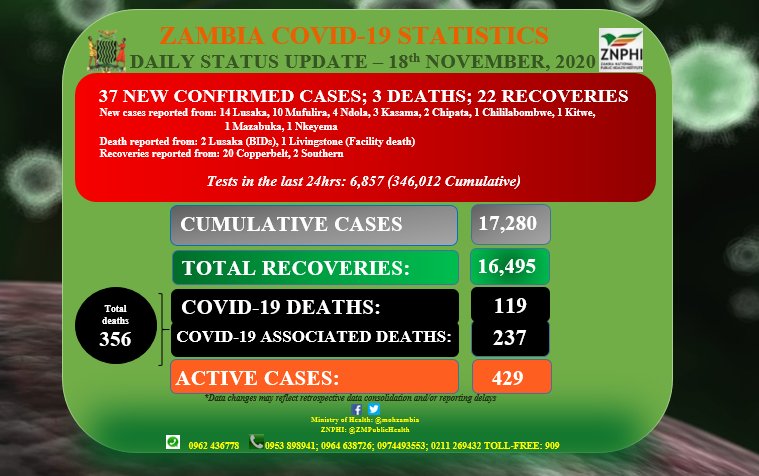 ZAMBIA COVID-19 STATISTICS
DAILY STATUS UPDATE – 18th NOVEMBER, 2020
ZNPHI
ZAMBIA NATIONAL
PUBLIC HEALTH INSTITUTE
37 NEW CONFIRMED CASES; 3 DEATHS; 22 RECOVERIES
New cases reported from: 14 Lusaka, 10 Mufulira, 4 Ndola, 3 Kasama, 2 Chipata, 1 Chililabombwe, 1 Kitwe,
1 Mazabuka, 1 Nkeyema
Death reported from: 2 Lusaka (BIDs), 1 Livingstone (Facility death)
Recoveries reported from: 20 Copperbelt, 2 Southern
Tests in the last 24hrs: 6,857 (346,012 Cumulative)
CUMULATIVE CASES 17,280
TOTAL RECOVERIES: 16,495
Total
deaths
356
COVID-19 DEATHS: 119
COVID-19 ASSOCIATED DEATHS: 237
ACTIVE CASES: 429
*Data changes may reflect retrospective data consolidation and/or reporting delays
Ministry of Health: @mohzambia
ZNPHI: @ZMPublicHealth
0962 436778 0953 898941; 0964 638726; 0974493553; 0211 269432 TOLL-FREE: 909